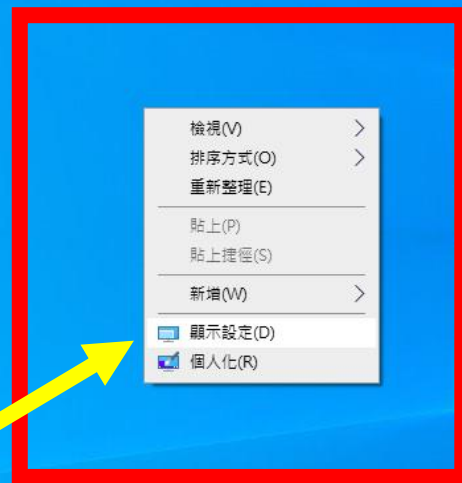 檢視(V)
排序方式(O)
重新整理(E)
貼上(P)
貼上捷徑(S)
新增(W)
顯示設定(D)
個人化(R)